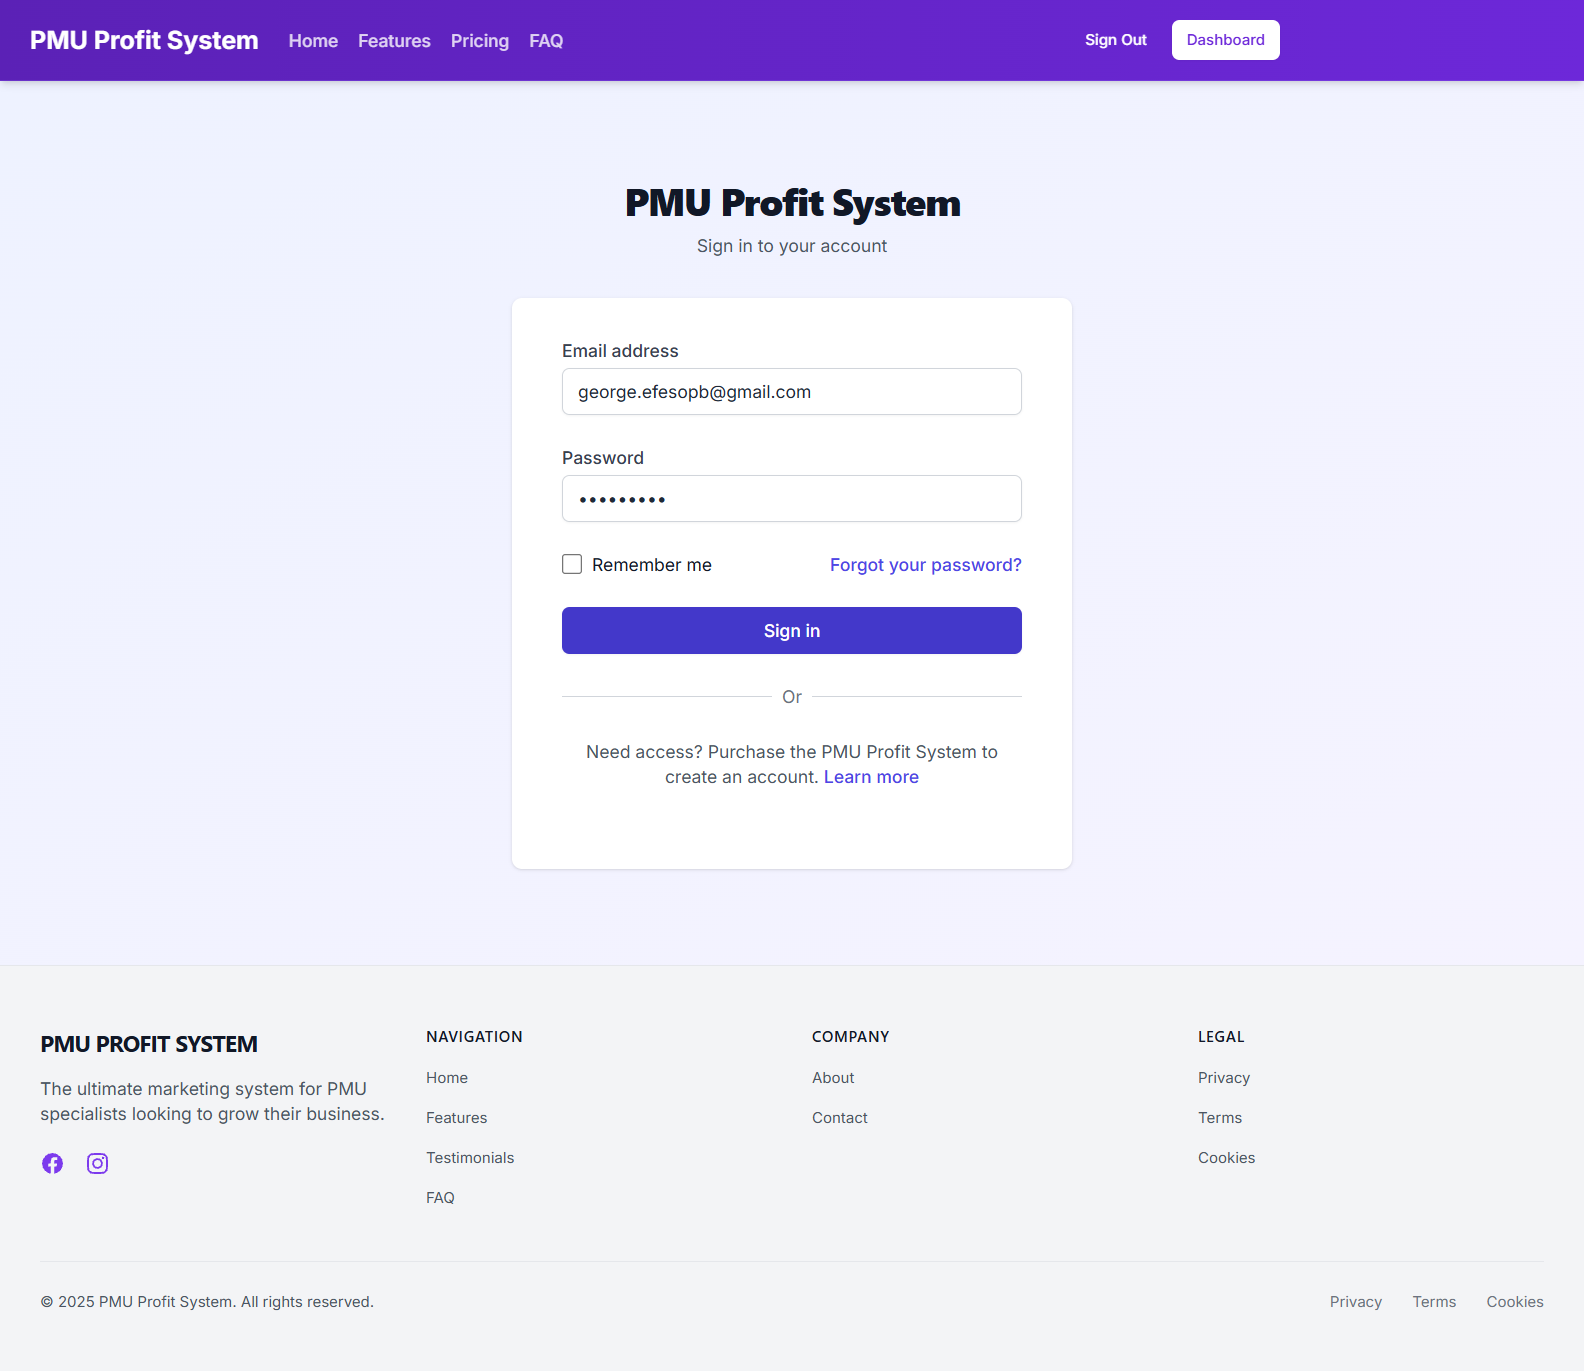 PMU Profit System
Home
Features
Pricing
FAQ
Sign Out
Dashboard
PMU Profit System
Sign in to your account
Email address
george.efesopb@gmail.com
Password
•••••••••
Remember me
Forgot your password?
Sign in
Or
Need access? Purchase the PMU Profit System to
create an account. Learn more
PMU PROFIT SYSTEM
The ultimate marketing system for PMU
specialists looking to grow their business.
NAVIGATION
Home
Features
Testimonials
FAQ
COMPANY
About
Contact
LEGAL
Privacy
Terms
Cookies
© 2025 PMU Profit System. All rights reserved.
Privacy
Terms
Cookies